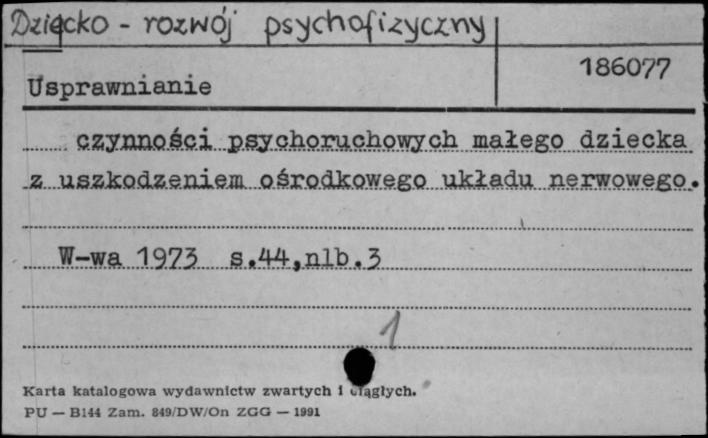 Dziecko - rozwój psychofizyczny
186077
Usprawnianie
czynności psychoruchowych małego dziecka
z uszkodzeniem ośrodkowego układu nerwowego.
W-wa 1973 s.44,nlb.3
1
Karta katalogowa wydawnictw zwartych i ciągłych.
PU — B144 Zam. 849/DW/On ZGG — 1991